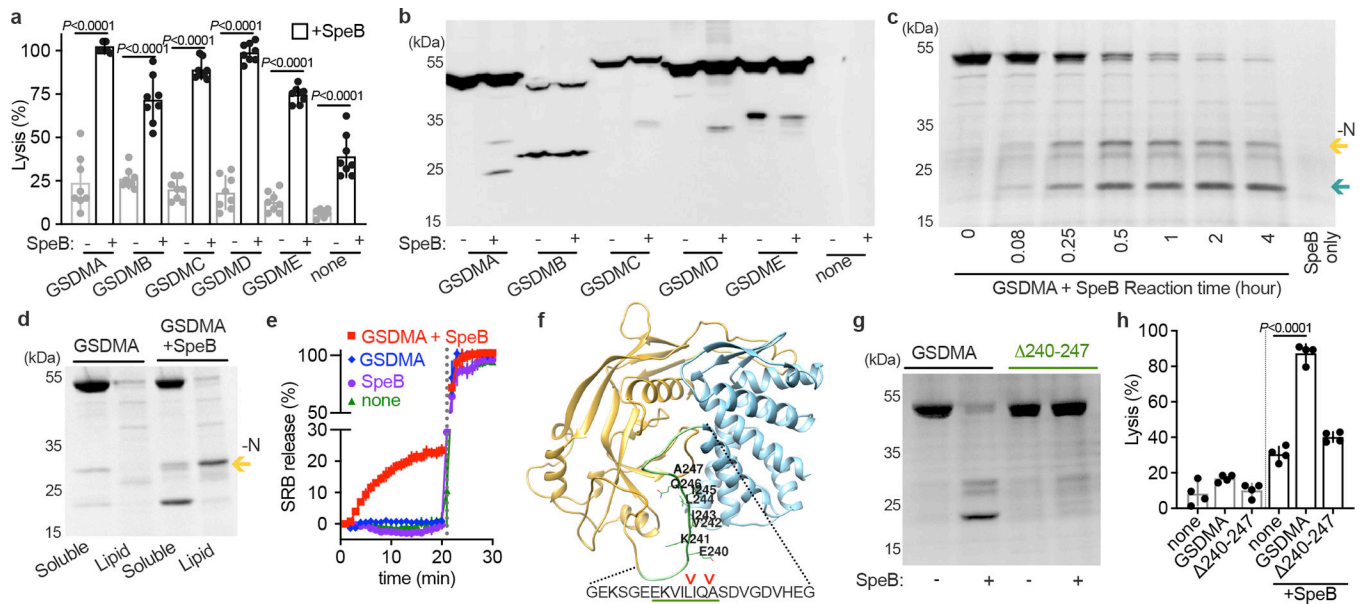 a
P<0.0001
+SpeB
P<0.0001
P<0.0001
P<0.0001
P<0.0001
P<0.0001
Lysis (%)
100
75
50
25
0
SpeB: - + - + - + - + - + - +
GSDMA GSDMB GSDMC GSDMD GSDME none
b
(kDa)
55
35
25
15
SpeB: - + - + - + - + - + - +
GSDMA GSDMB GSDMC GSDMD GSDME none
c
(kDa)
55
35
25
15
-N
0 0.08 0.25 0.5 1 2 4 SpeB only
GSDMA + SpeB Reaction time (hour)
d
GSDMA
GSDMA +SpeB
(kDa)
55
35
25
15
-N
Soluble Lipid Soluble Lipid
e
GSDMA + SpeB
GSDMA
SpeB
none
SRB release (%)
100
50
30
20
10
0
0 10 20 30
time (min)
f
A247
Q246
I245
L244
I243
V242
K241
E240
GEKSGEEKVILIQASDVGDVHEG
g
GSDMA Δ240-247
(kDa)
55
35
25
15
SpeB: - + - +
h
P<0.0001
Lysis (%)
100
80
60
40
20
0
none GSDMA Δ240-247 none GSDMA Δ240-247
+SpeB